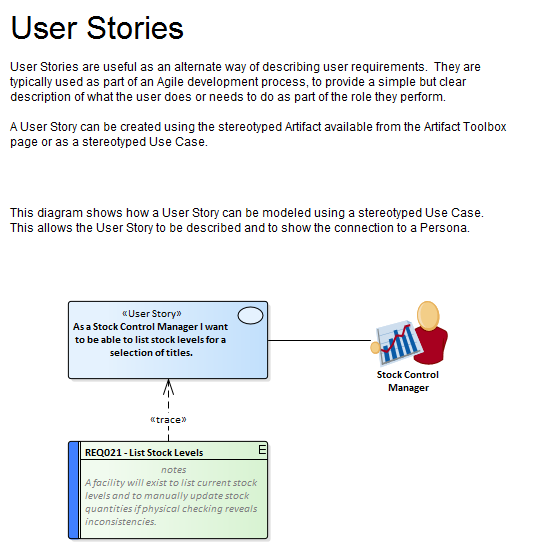 User Stories
User Stories are useful as an alternate way of describing user requirements.  They are
typically used as part of an Agile development process, to provide a simple but clear
description of what the user does or needs to do as part of the role they perform.
A User Story can be created using the stereotyped Artifact available from the Artifact Toolbox
page or as a stereotyped Use Case.
This diagram shows how a User Story can be modeled using a stereotyped Use Case.
This allows the User Story to be described and to show the connection to a Persona.
«User Story»
As a Stock Control Manager I want
to be able to list stock levels for a
selection of titles.
Stock Control
Manager
«trace»
REQ021 - List Stock Levels
E
notes
A facility will exist to list current stock
levels and to manually update stock
quantities if physical checking reveals
inconsistencies.